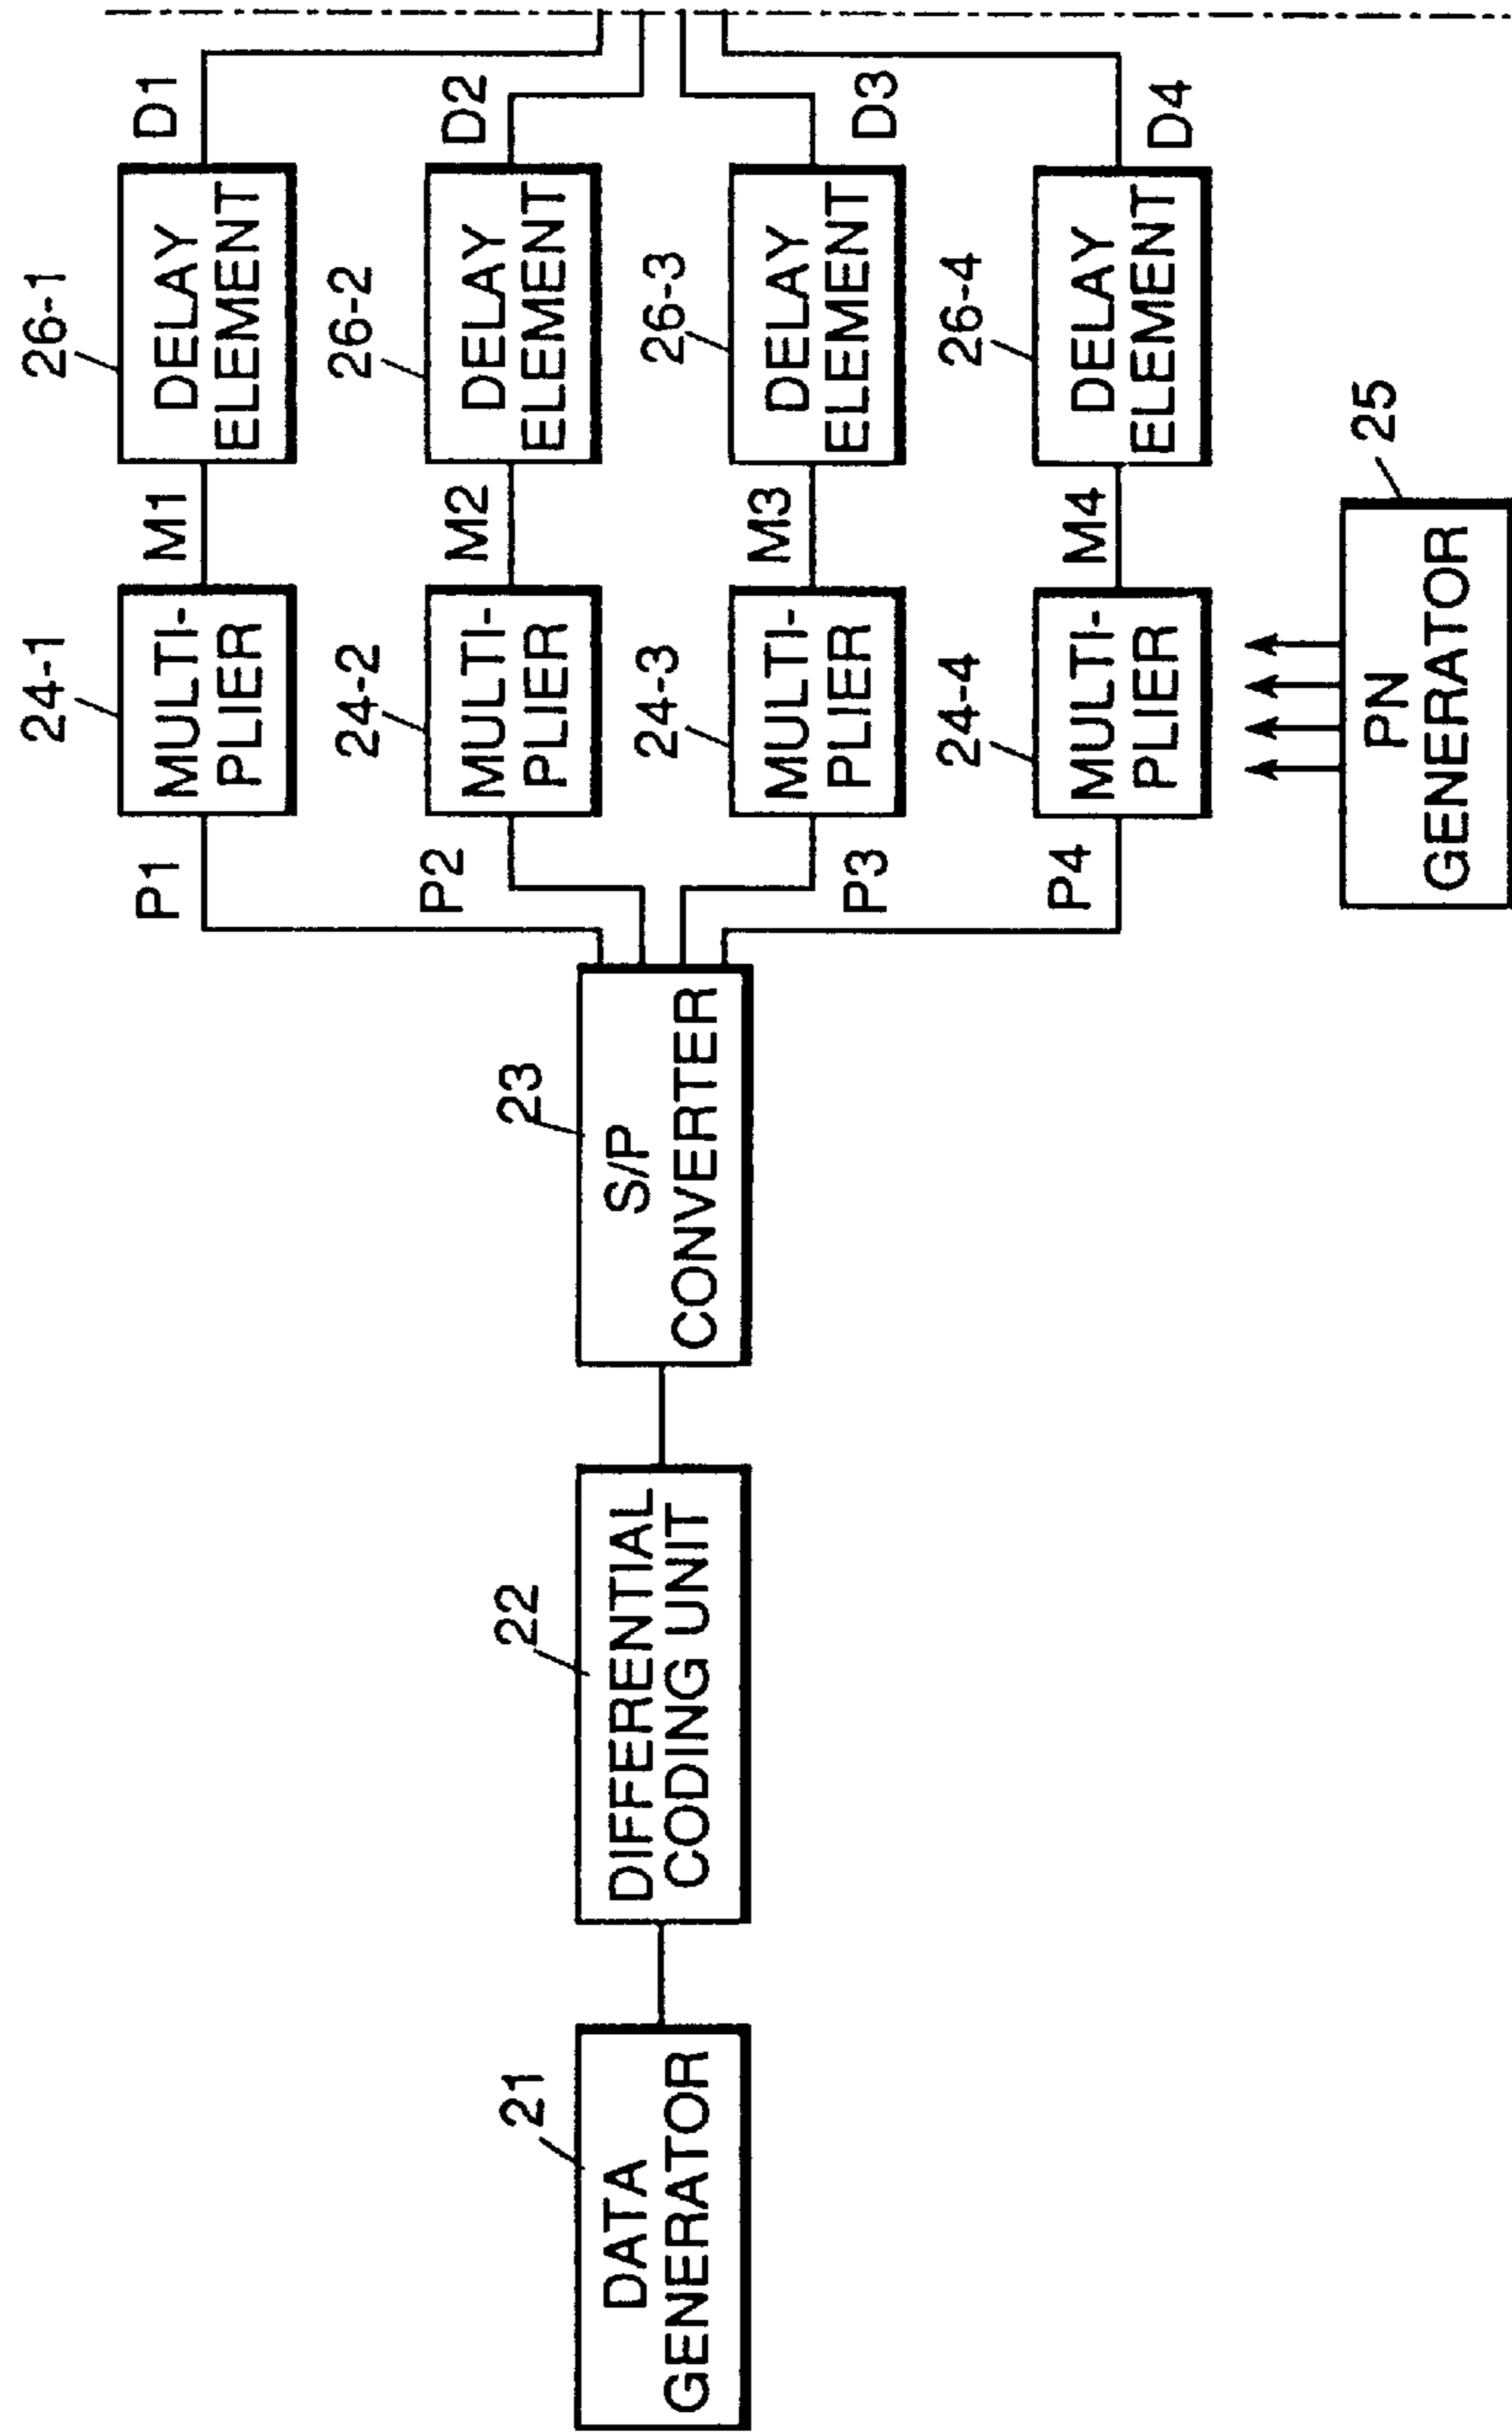 21
DATA
GENERATOR
22
DIFFERENTIAL
CODING UNIT
23
S/P
CONVERTER
P1
24-1
MULTI-
PLIER
M1
26-1
DELAY
ELEMENT
D1
P2
24-2
MULTI-
PLIER
M2
26-2
DELAY
ELEMENT
D2
P3
24-3
MULTI-
PLIER
M3
26-3
DELAY
ELEMENT
D3
P4
24-4
MULTI-
PLIER
M4
26-4
DELAY
ELEMENT
D4
25
PN
GENERATOR